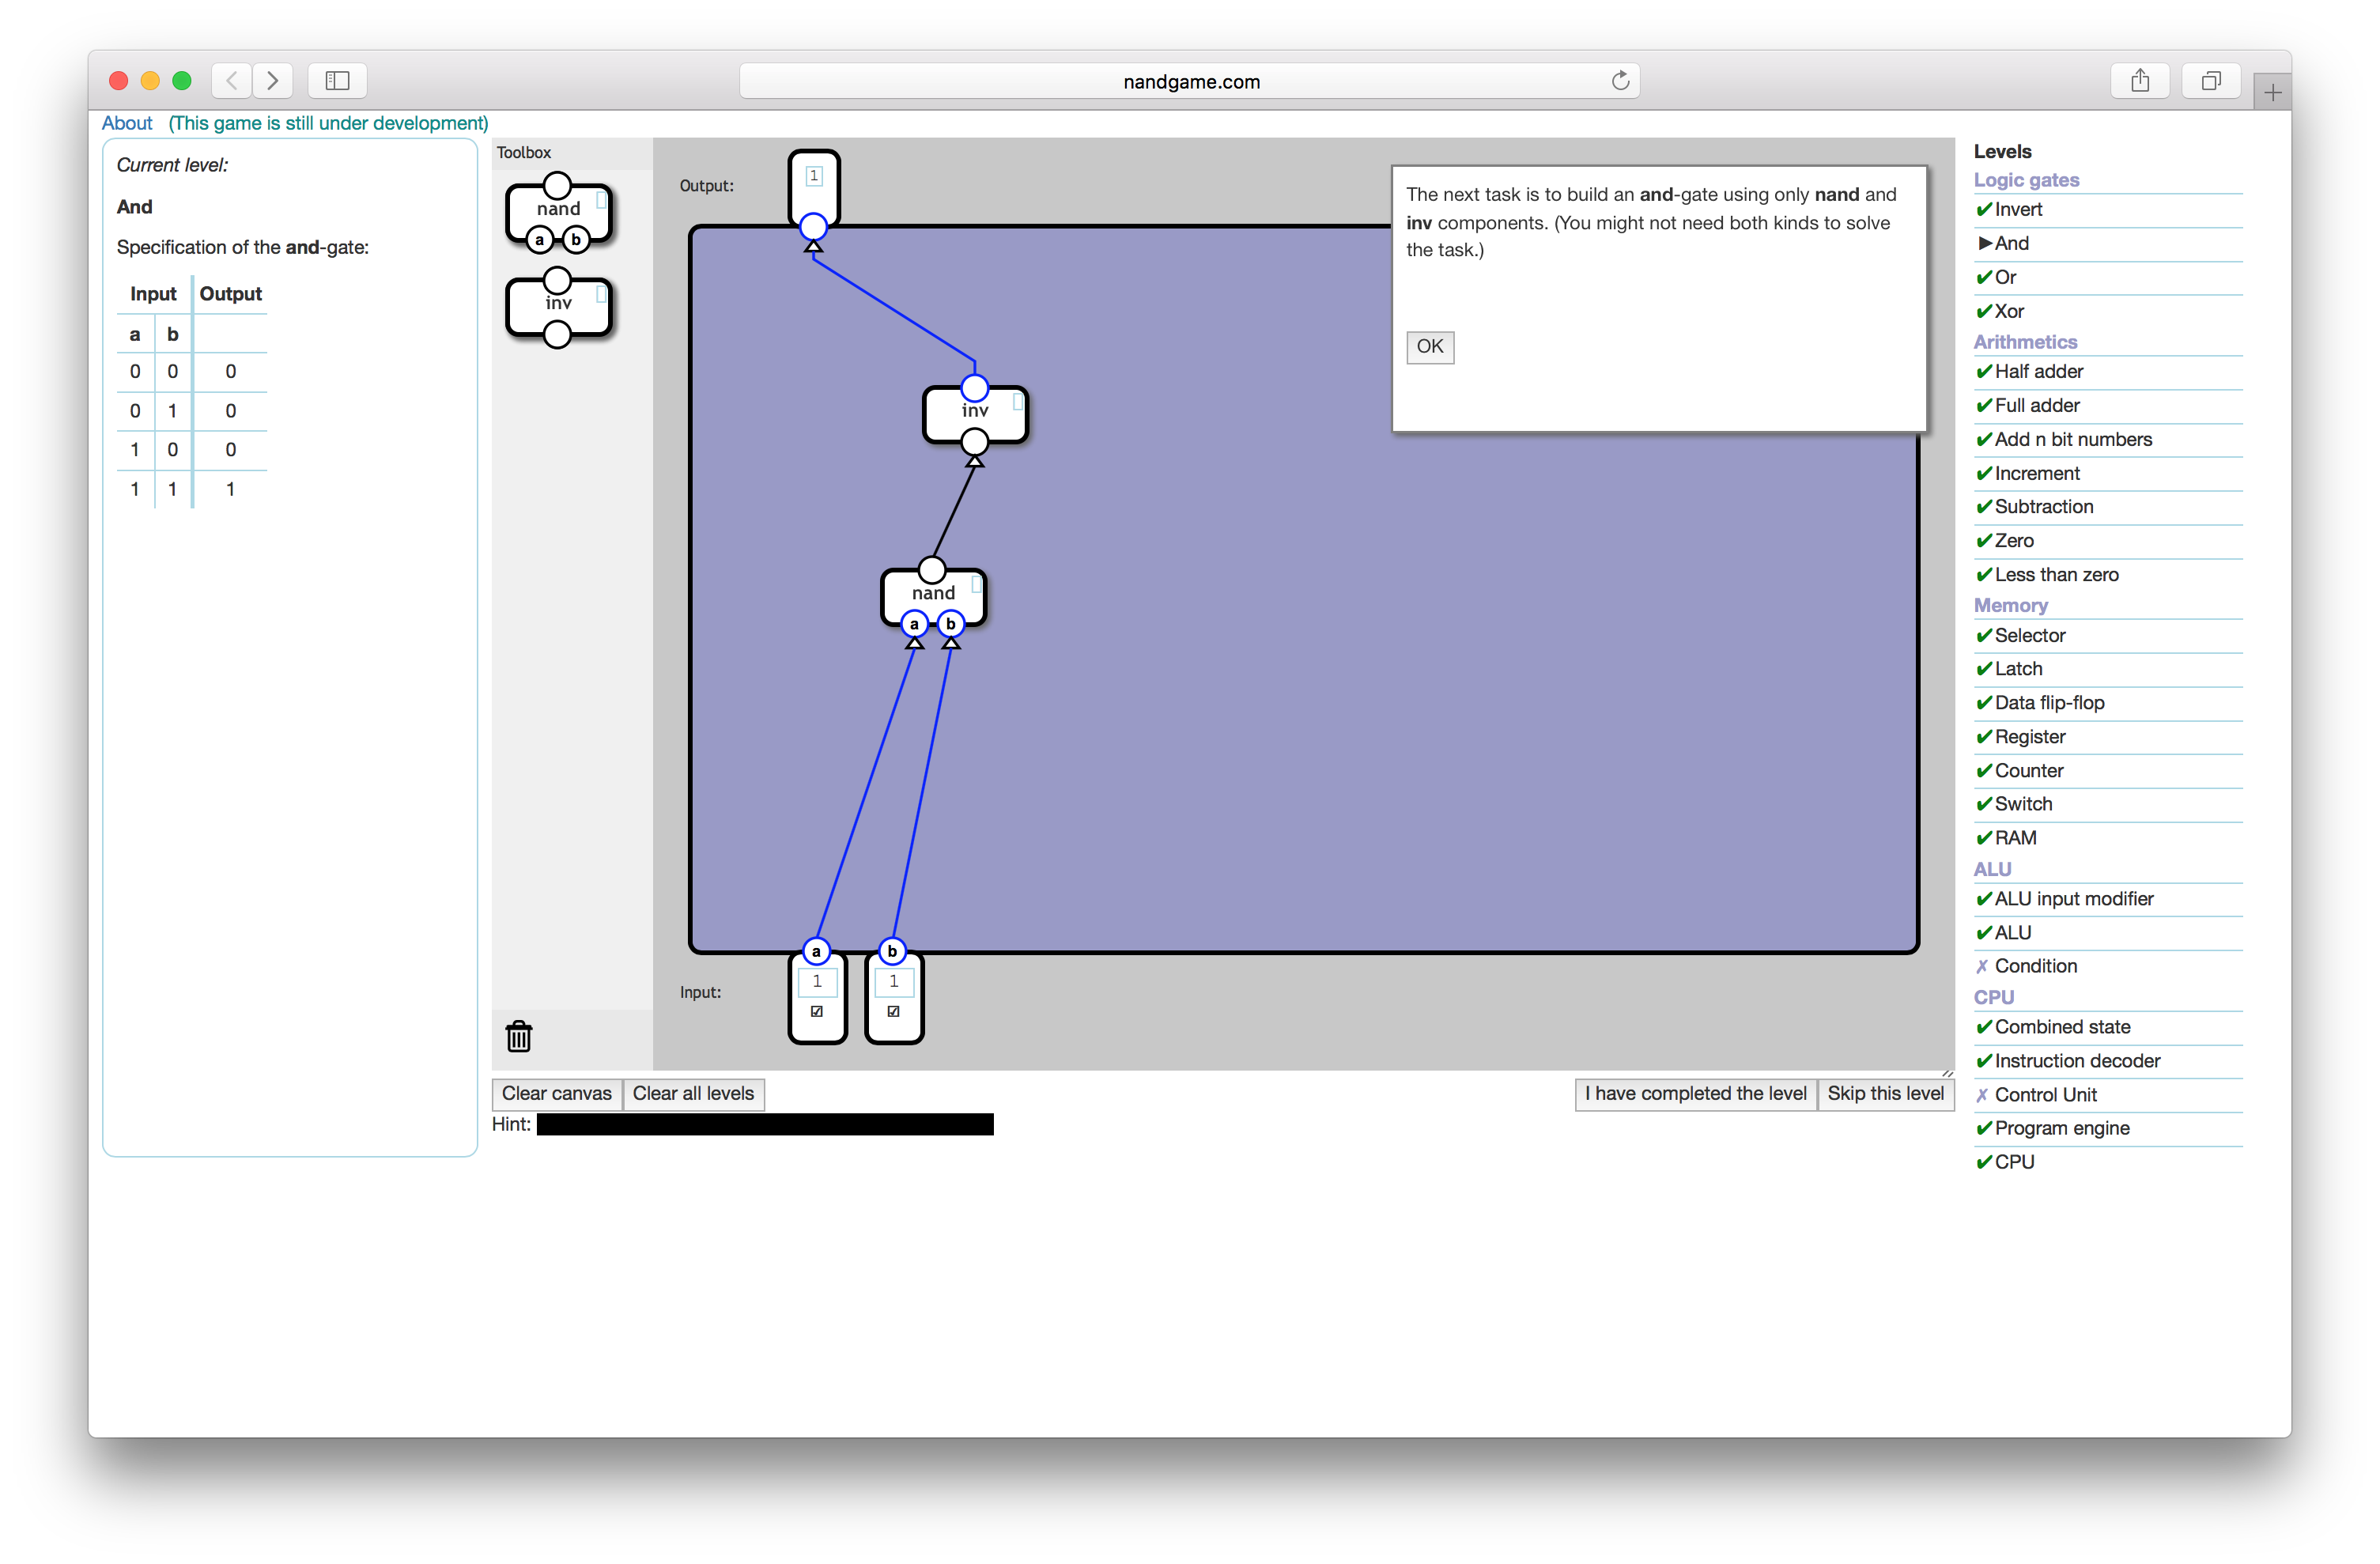 nandgame.com
About (This game is still under development)
Current level:
And
Specification of the and-gate:
Input Output
a b
0 0 0
0 1 0
1 0 0
1 1 1
Toolbox
nand
a b
inv
Output:
1
The next task is to build an and-gate using only nand and
inv components. (You might not need both kinds to solve
the task.)
OK
inv
nand
a b
a b
Input:
1 1
Clear canvas Clear all levels
I have completed the level Skip this level
Hint:
Levels
Logic gates
✔Invert
▶And
✔Or
✔Xor
Arithmetics
✔Half adder
✔Full adder
✔Add n bit numbers
✔Increment
✔Subtraction
✔Zero
✔Less than zero
Memory
✔Selector
✔Latch
✔Data flip-flop
✔Register
✔Counter
✔Switch
✔RAM
ALU
✔ALU input modifier
✔ALU
✗ Condition
CPU
✔Combined state
✔Instruction decoder
✗ Control Unit
✔Program engine
✔CPU